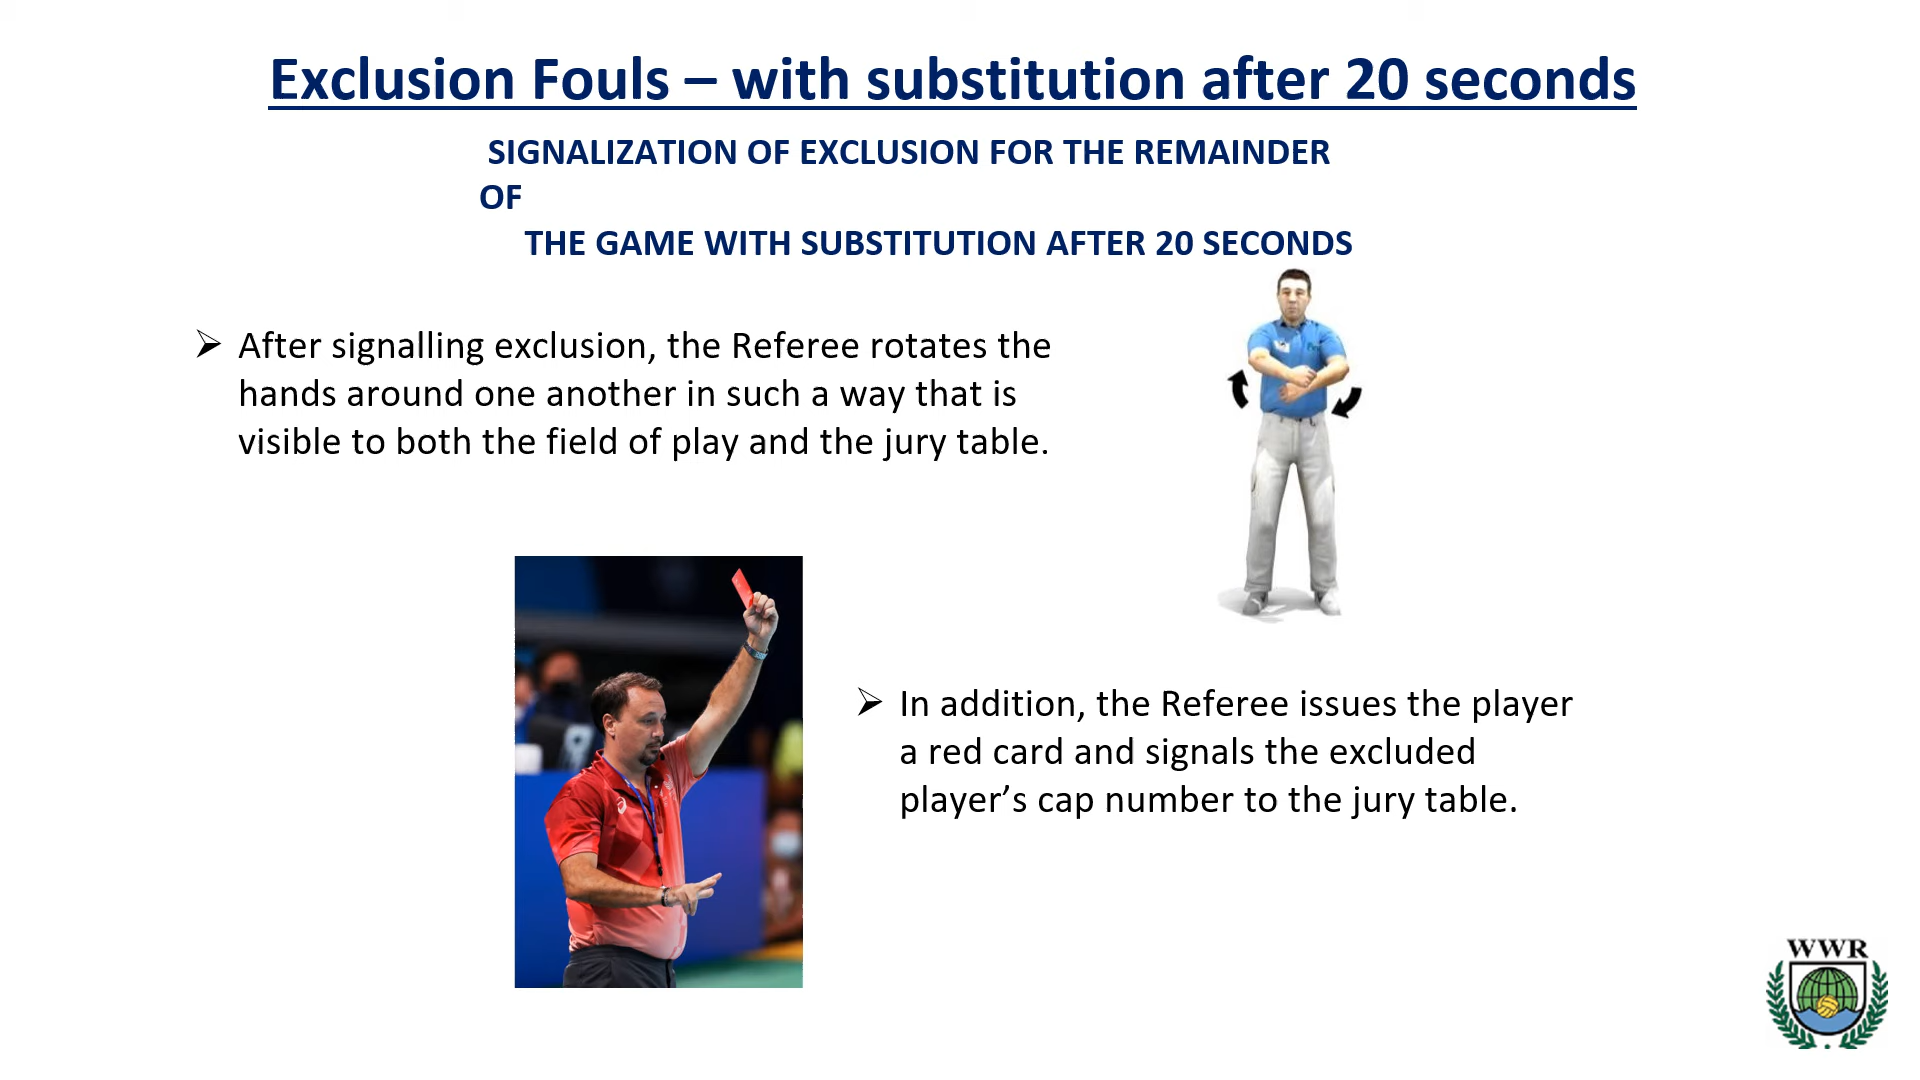 Exclusion Fouls – with substitution after 20 seconds
SIGNALIZATION OF EXCLUSION FOR THE REMAINDER
OF
THE GAME WITH SUBSTITUTION AFTER 20 SECONDS
After signalling exclusion, the Referee rotates the
hands around one another in such a way that is
visible to both the field of play and the jury table.
In addition, the Referee issues the player
a red card and signals the excluded
player’s cap number to the jury table.
WWR